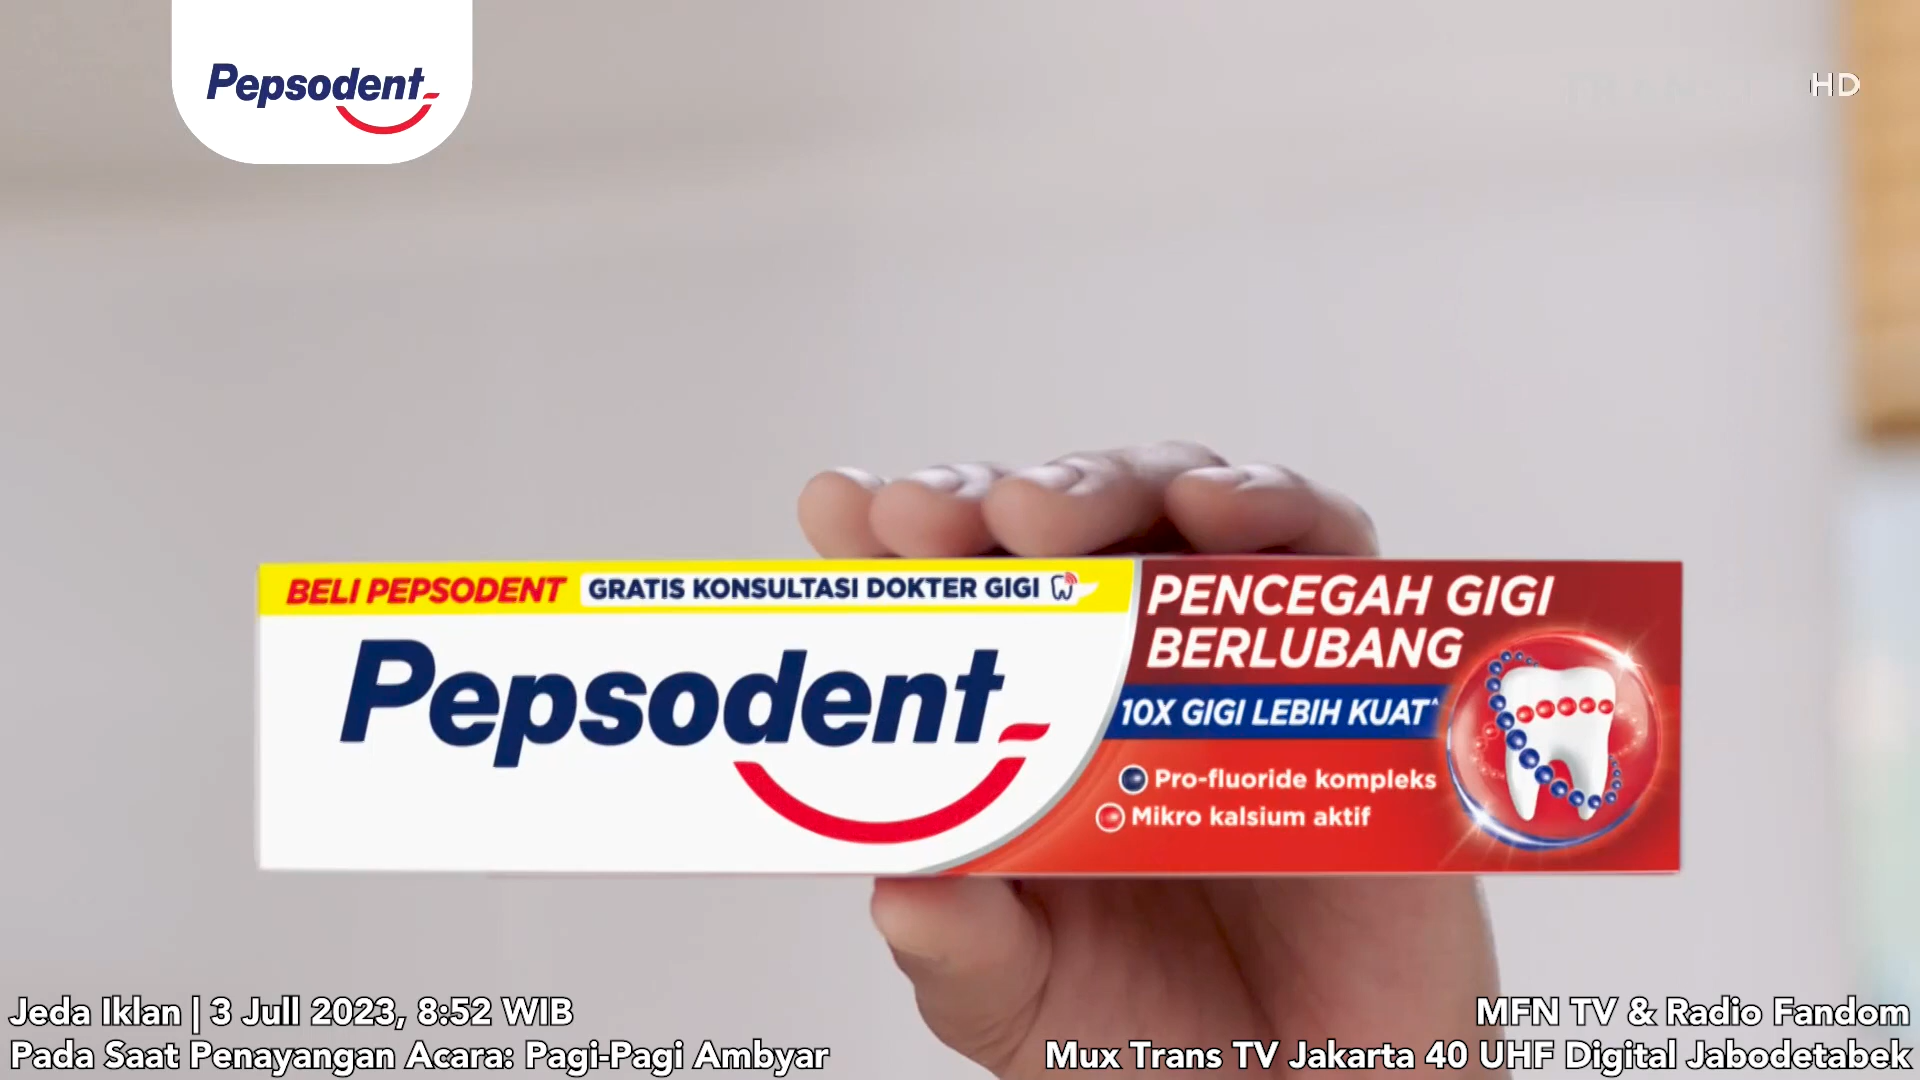 Pepsodent
HD
BELI PEPSODENT GRATIS KONSULTASI DOKTER GIGI
Pepsodent
PENCEGAH GIGI
BERLUBANG
10X GIGI LEBIH KUAT^
Pro-fluoride kompleks
Mikro kalsium aktif
Jeda Iklan | 3 Juli 2023, 8:52 WIB
Pada Saat Penayangan Acara: Pagi-Pagi Ambyar
MFN TV & Radio Fandom
Mux Trans TV Jakarta 40 UHF Digital Jabodetabek